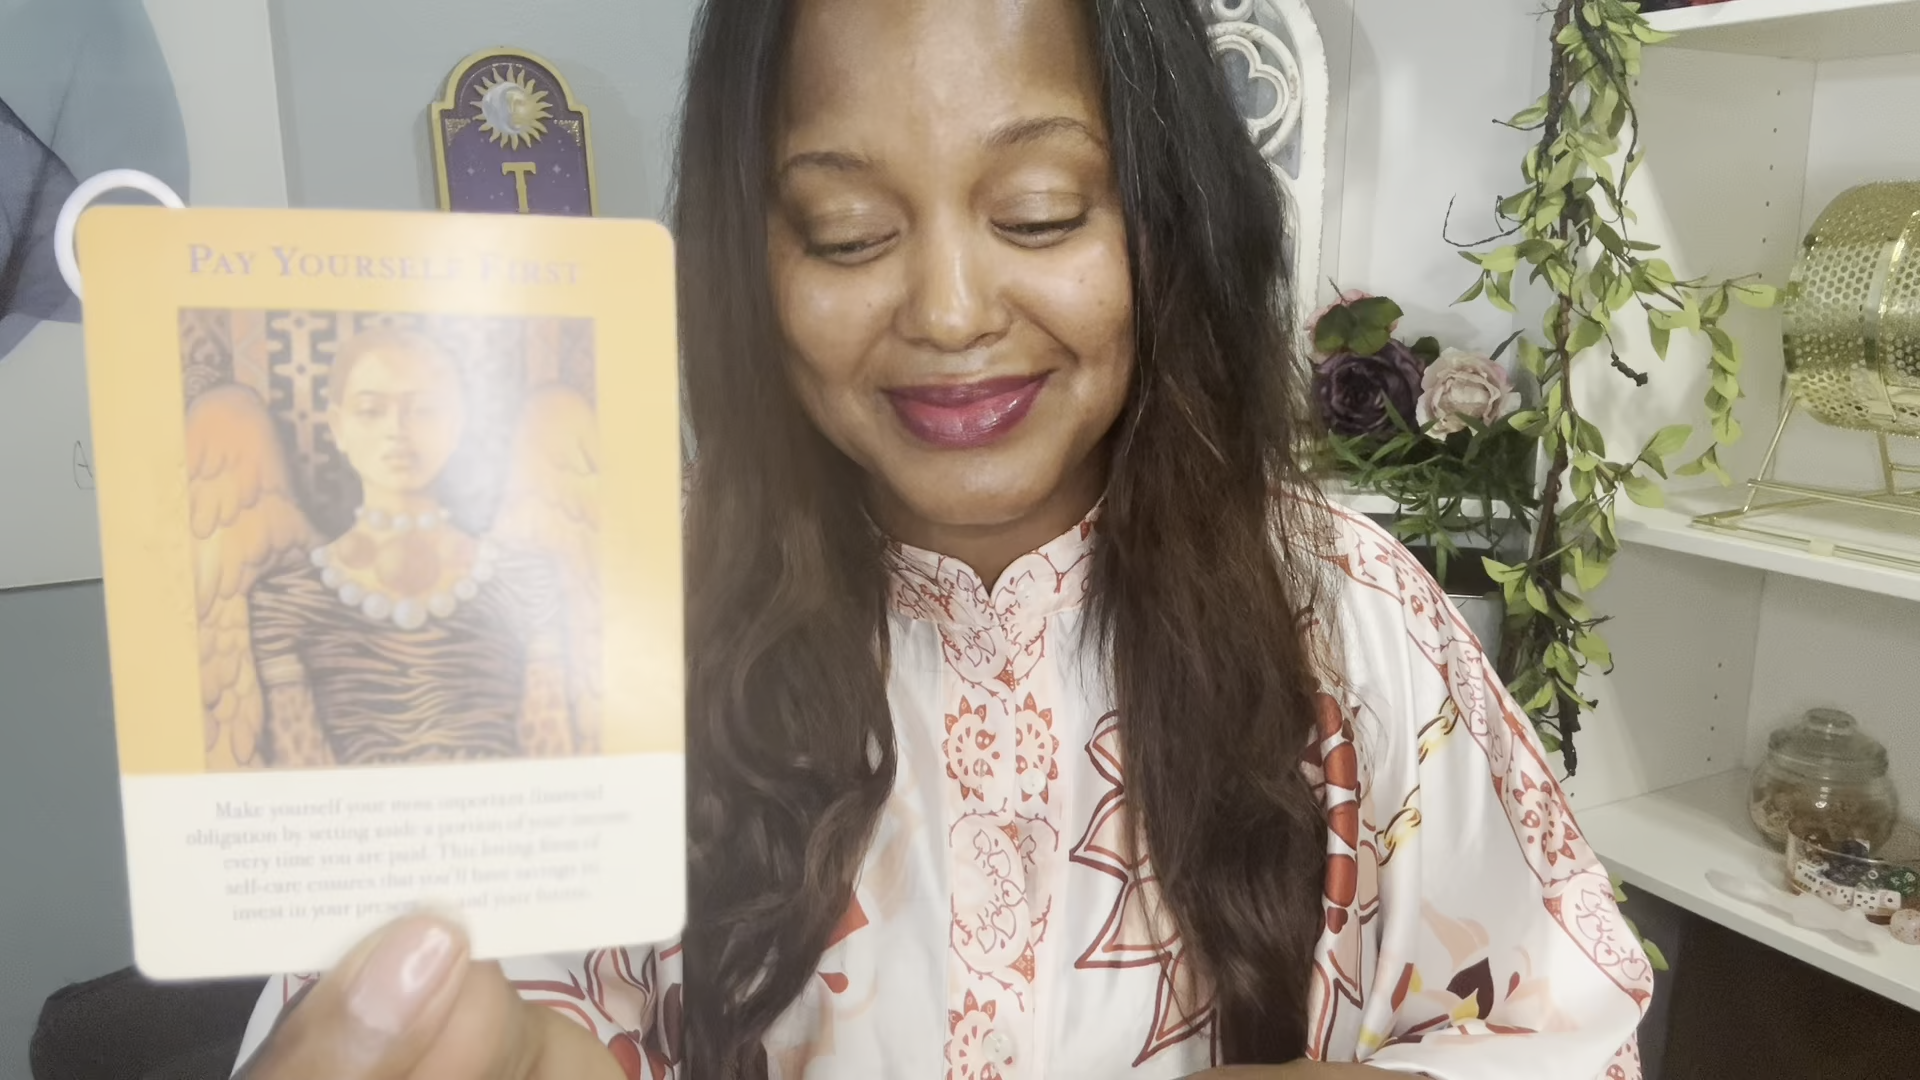 T
PAY YOURSELF FIRST
Make yourself your most important financial
obligation by setting aside a portion of your income
every time you are paid. This loving form of
self-care ensures that you'll have savings to
invest in your present and your future.
A